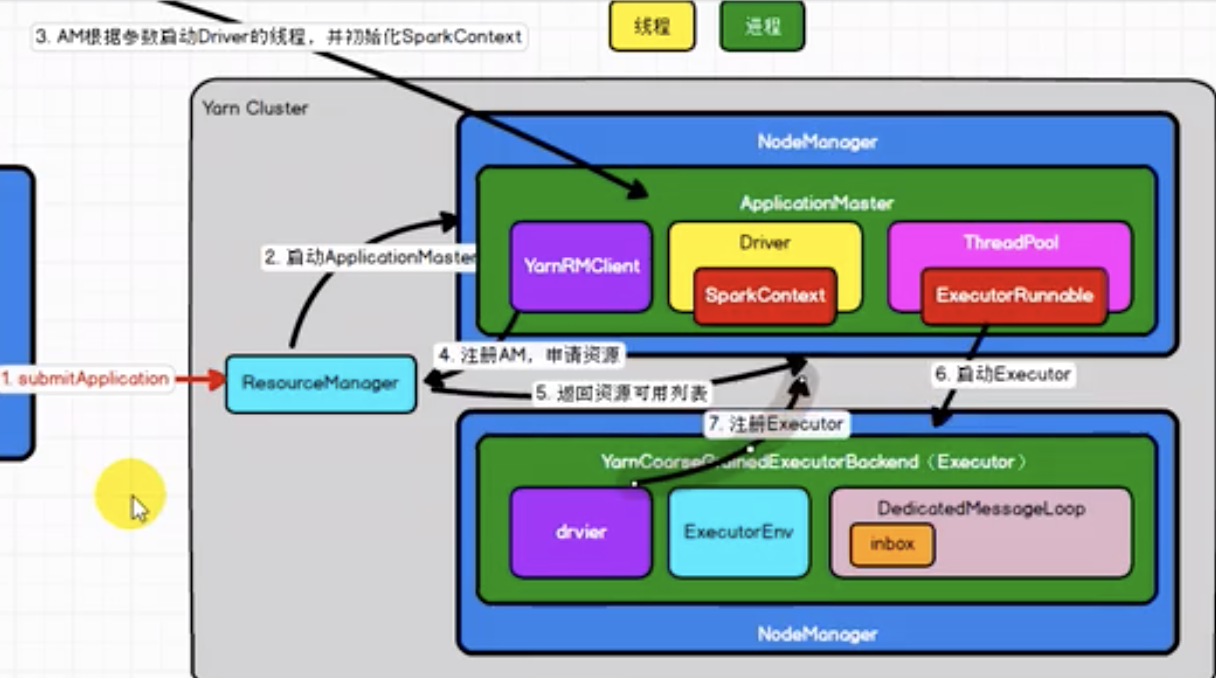 3. AM根据参数启动Driver的线程，并初始化SparkContext
线程
进程
Yarn Cluster
NodeManager
ApplicationMaster
YarnRMClient
Driver
SparkContext
ThreadPool
ExecutorRunnable
2. 启动ApplicationMaster
1. submitApplication
ResourceManager
4. 注册AM，申请资源
5. 返回资源可用列表
6. 启动Executor
7. 注册Executor
YarnCoarseGrainedExecutorBackend（Executor）
drvier
ExecutorEnv
DedicatedMessageLoop
inbox
NodeManager